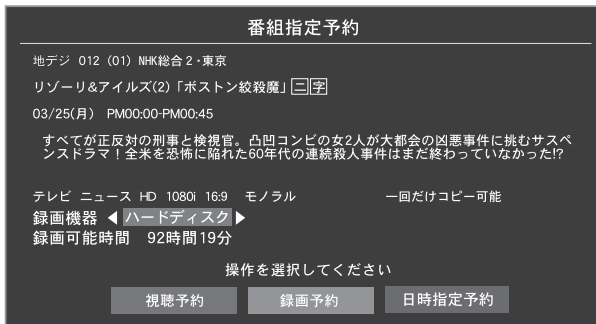 番組指定予約
地デジ 012 (01) NHK総合2・東京
リゾーリ&アイルズ(2)「ボストン絞殺魔」二字
03/25(月) PM00:00-PM00:45
すべてが正反対の刑事と検視官。凸凹コンビの女2人が大都会の凶悪事件に挑むサスペ
ンスドラマ!全米を恐怖に陥れた60年代の連続殺人事件はまだ終わっていなかった!?
テレビ ニュース HD 1080i 16:9 モノラル 一回だけコピー可能
録画機器 ◀ ハードディスク ▶
録画可能時間 92時間19分
操作を選択してください
視聴予約 録画予約 日時指定予約